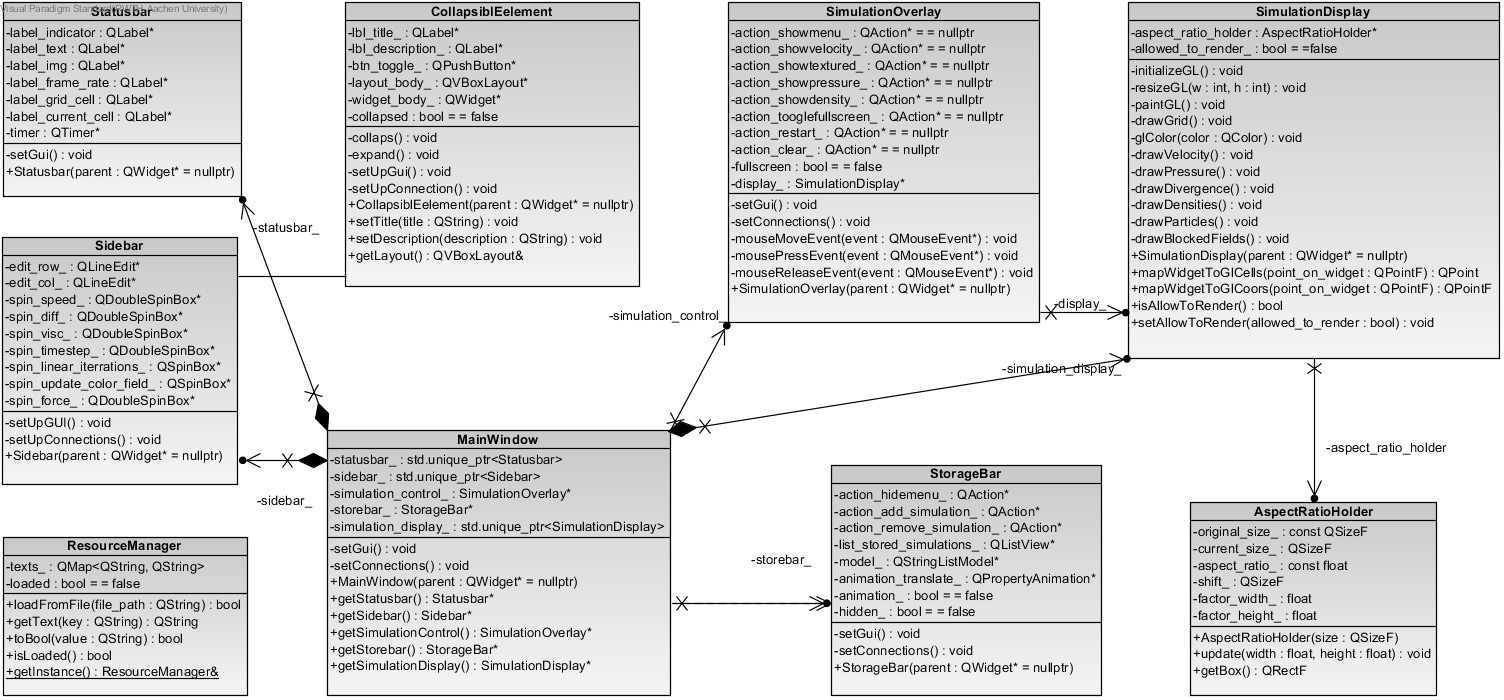 Visual Paradigm Standard(RWTH Aachen University)
Statusbar
-label_indicator : QLabel*
-label_text : QLabel*
-label_img : QLabel*
-label_frame_rate : QLabel*
-label_grid_cell : QLabel*
-label_current_cell : QLabel*
-timer : QTimer*
-setGui() : void
+Statusbar(parent : QWidget* = nullptr)
CollapsiblEelement
-lbl_title_ : QLabel*
-lbl_description_ : QLabel*
-btn_toggle_ : QPushButton*
-layout_body_ : QVBoxLayout*
-widget_body_ : QWidget*
-collapsed : bool = = false
-collaps() : void
-expand() : void
-setUpGui() : void
-setUpConnection() : void
+CollapsiblEelement(parent : QWidget* = nullptr)
+setTitle(title : QString) : void
+setDescription(description : QString) : void
+getLayout() : QVBoxLayout&
SimulationOverlay
-action_showmenu_ : QAction* = = nullptr
-action_showvelocity_ : QAction* = = nullptr
-action_showtextured_ : QAction* = = nullptr
-action_showpressure_ : QAction* = = nullptr
-action_showdensity_ : QAction* = = nullptr
-action_tooglefullscreen_ : QAction* = = nullptr
-action_restart_ : QAction* = = nullptr
-action_clear_ : QAction* = = nullptr
-fullscreen : bool = = false
-display_ : SimulationDisplay*
-setGui() : void
-setConnections() : void
-mouseMoveEvent(event : QMouseEvent*) : void
-mousePressEvent(event : QMouseEvent*) : void
-mouseReleaseEvent(event : QMouseEvent*) : void
+SimulationOverlay(parent : QWidget* = nullptr)
SimulationDisplay
-aspect_ratio_holder : AspectRatioHolder*
-allowed_to_render_ : bool = =false
-initializeGL() : void
-resizeGL(w : int, h : int) : void
-paintGL() : void
-drawGrid() : void
-glColor(color : QColor) : void
-drawVelocity() : void
-drawPressure() : void
-drawDivergence() : void
-drawDensities() : void
-drawParticles() : void
-drawBlockedFields() : void
+SimulationDisplay(parent : QWidget* = nullptr)
+mapWidgetToGlCells(point_on_widget : QPointF) : QPoint
+mapWidgetToGlCoors(point_on_widget : QPointF) : QPointF
+isAllowToRender() : bool
+setAllowToRender(allowed_to_render : bool) : void
-statusbar_
Sidebar
-edit_row_ : QLineEdit*
-edit_col_ : QLineEdit*
-spin_speed_ : QDoubleSpinBox*
-spin_diff_ : QDoubleSpinBox*
-spin_visc_ : QDoubleSpinBox*
-spin_timestep_ : QDoubleSpinBox*
-spin_linear_iterrations_ : QSpinBox*
-spin_update_color_field_ : QSpinBox*
-spin_force_ : QDoubleSpinBox*
-setUpGUI() : void
-setUpConnections() : void
+Sidebar(parent : QWidget* = nullptr)
-simulation_control_
-display_
-simulation_display_
-aspect_ratio_holder
-sidebar_
-storebar_
MainWindow
-statusbar_ : std.unique_ptr<Statusbar>
-sidebar_ : std.unique_ptr<Sidebar>
-simulation_control_ : SimulationOverlay*
-storebar_ : StorageBar*
-simulation_display_ : std.unique_ptr<SimulationDisplay>
-setGui() : void
-setConnections() : void
+MainWindow(parent : QWidget* = nullptr)
+getStatusbar() : Statusbar*
+getSidebar() : Sidebar*
+getSimulationControl() : SimulationOverlay*
+getStorebar() : StorageBar*
+getSimulationDisplay() : SimulationDisplay*
StorageBar
-action_hidemenu_ : QAction*
-action_add_simulation_ : QAction*
-action_remove_simulation_ : QAction*
-list_stored_simulations_ : QListView*
-model_ : QStringListModel*
-animation_translate_ : QPropertyAnimation*
-animation_ : bool = = false
-hidden_ : bool = = false
-setGui() : void
-setConnections() : void
+StorageBar(parent : QWidget* = nullptr)
AspectRatioHolder
-original_size_ : const QSizeF
-current_size_ : QSizeF
-aspect_ratio_ : const float
-shift_ : QSizeF
-factor_width_ : float
-factor_height_ : float
+AspectRatioHolder(size : QSizeF)
+update(width : float, height : float) : void
+getBox() : QRectF
ResourceManager
-texts_ : QMap<QString, QString>
-loaded : bool = = false
+loadFromFile(file_path : QString) : bool
+getText(key : QString) : QString
+toBool(value : QString) : bool
+isLoaded() : bool
+getInstance() : ResourceManager&